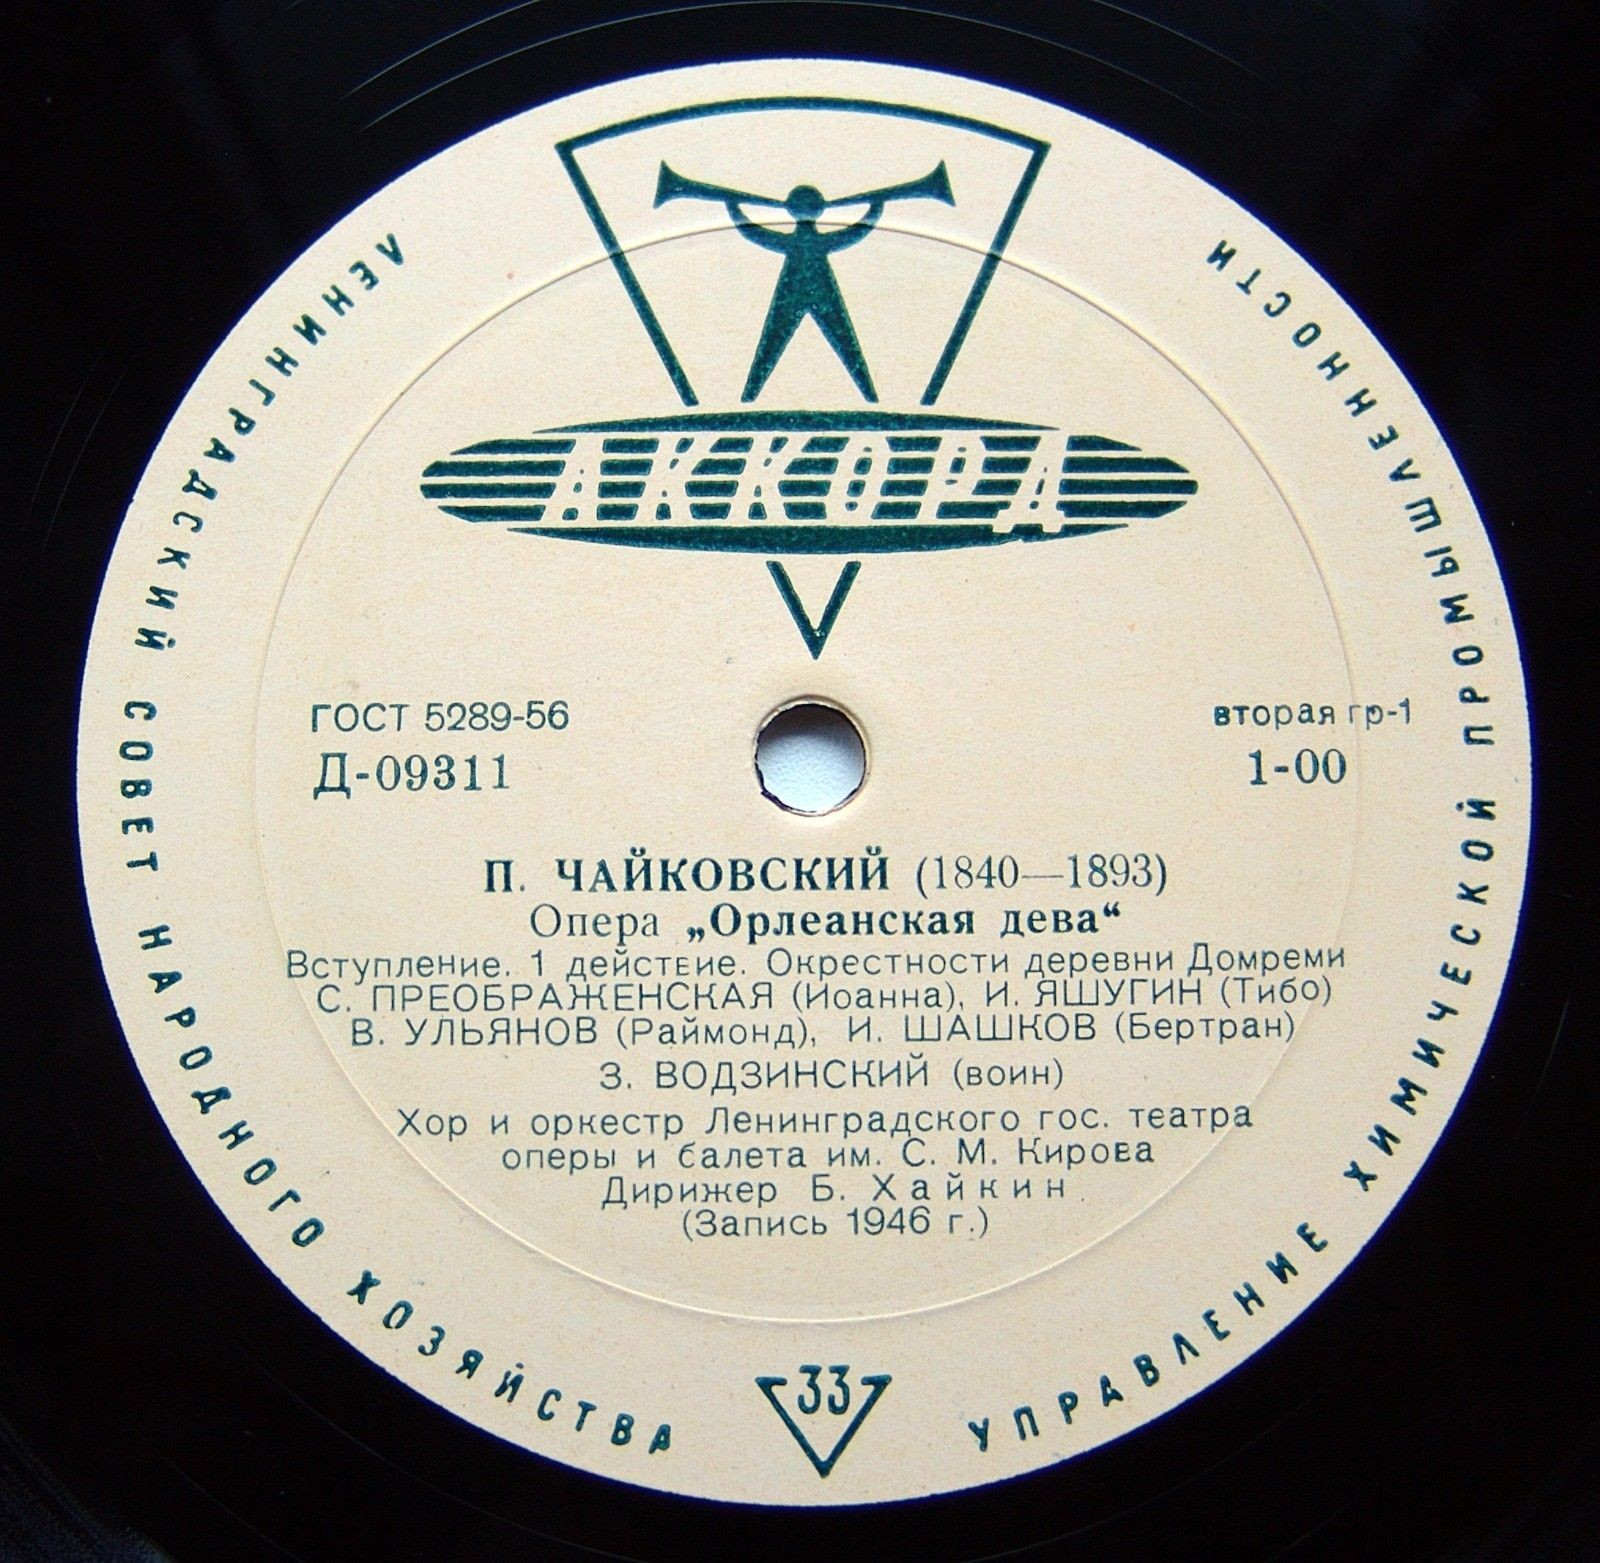 ЛЕНИНГРАДСКИЙ СОВЕТ НАРОДНОГО ХОЗЯЙСТВА
УПРАВЛЕНИЕ ХИМИЧЕСКОЙ ПРОМЫШЛЕННОСТИ
АККОРД
ГОСТ 5289-56
вторая гр-1
Д-09311
1-00
П. ЧАЙКОВСКИЙ (1840—1893)
Опера „Орлеанская дева“
Вступление. 1 действие. Окрестности деревни Домреми
С. ПРЕОБРАЖЕНСКАЯ (Иоанна), И. ЯШУГИН (Тибо)
В. УЛЬЯНОВ (Раймонд), И. ШАШКОВ (Бертран)
З. ВОДЗИНСКИЙ (воин)
Хор и оркестр Ленинградского гос. театра
оперы и балета им. С. М. Кирова
Дирижер Б. Хайкин
(Запись 1946 г.)
33